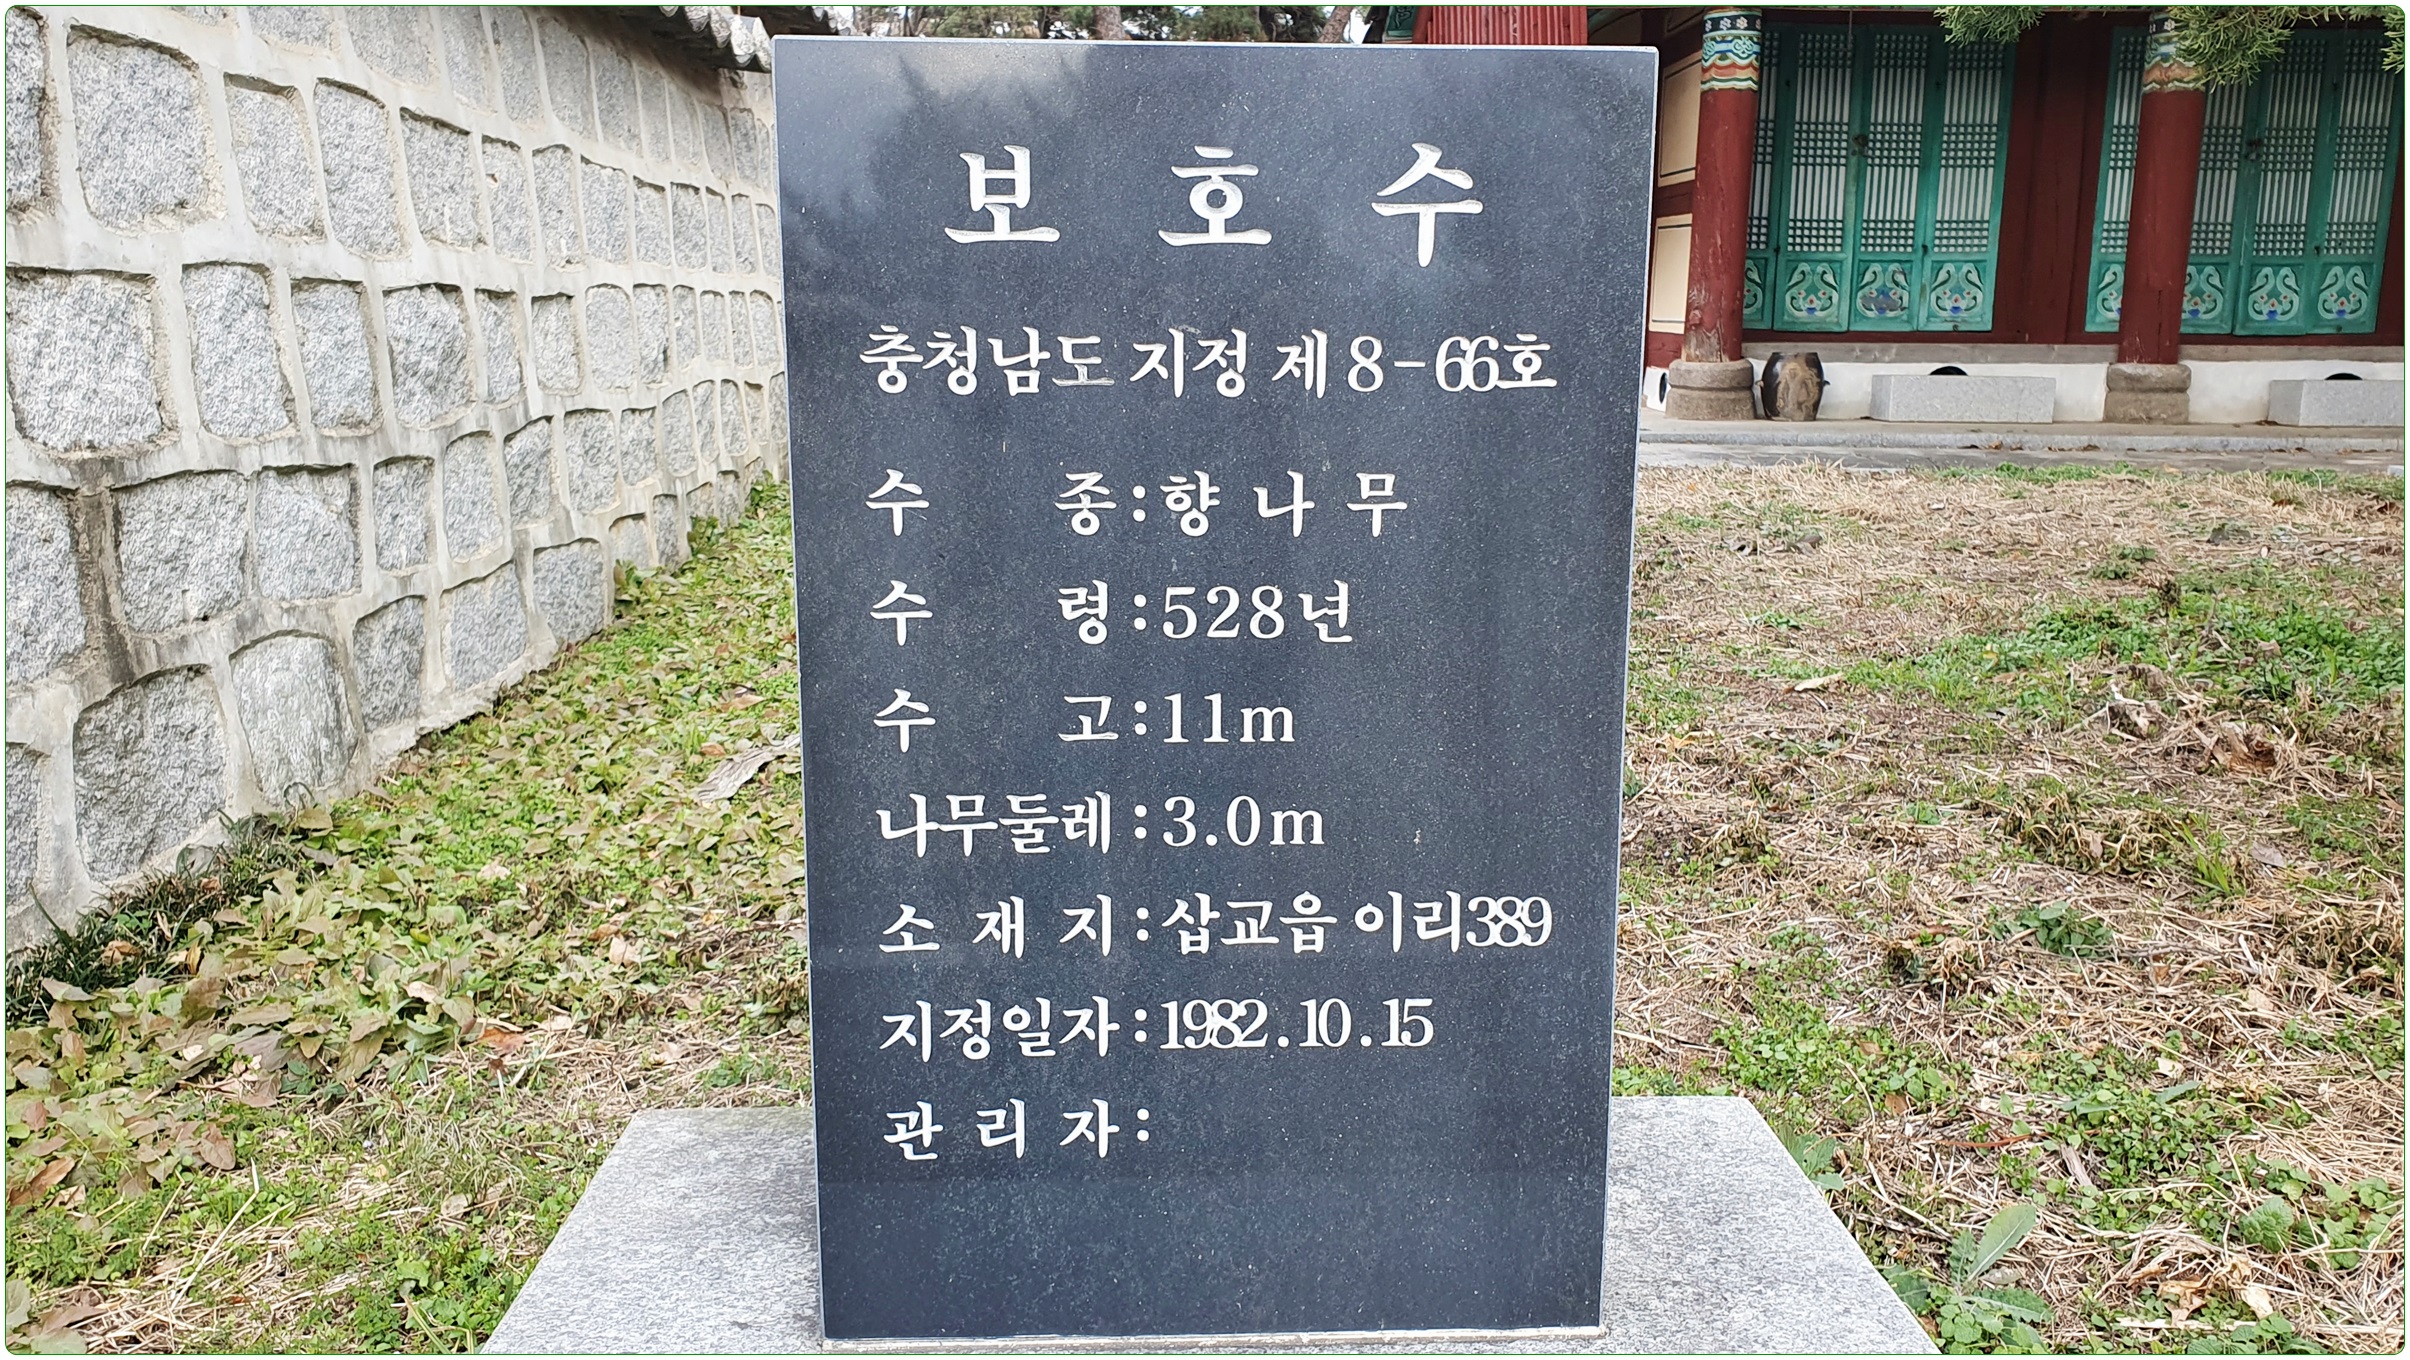 보 호 수
충청남도 지정 제 8-66호
수 종 : 향 나 무
수 령 : 528년
수 고 : 11m
나무둘레 : 3.0m
소 재 지 : 삽교읍 이리389
지정일자 : 1982.10.15
관 리 자 :